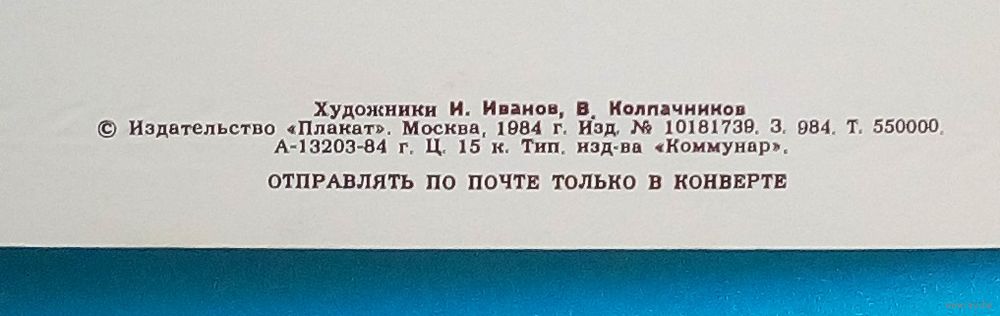 Художники И. Иванов, В. Колпачников
© Издательство «Плакат». Москва, 1984 г. Изд. № 10181739. З. 984. Т. 550000.
А-13203-84 г. Ц. 15 к. Тип. изд-ва «Коммунар».
ОТПРАВЛЯТЬ ПО ПОЧТЕ ТОЛЬКО В КОНВЕРТЕ